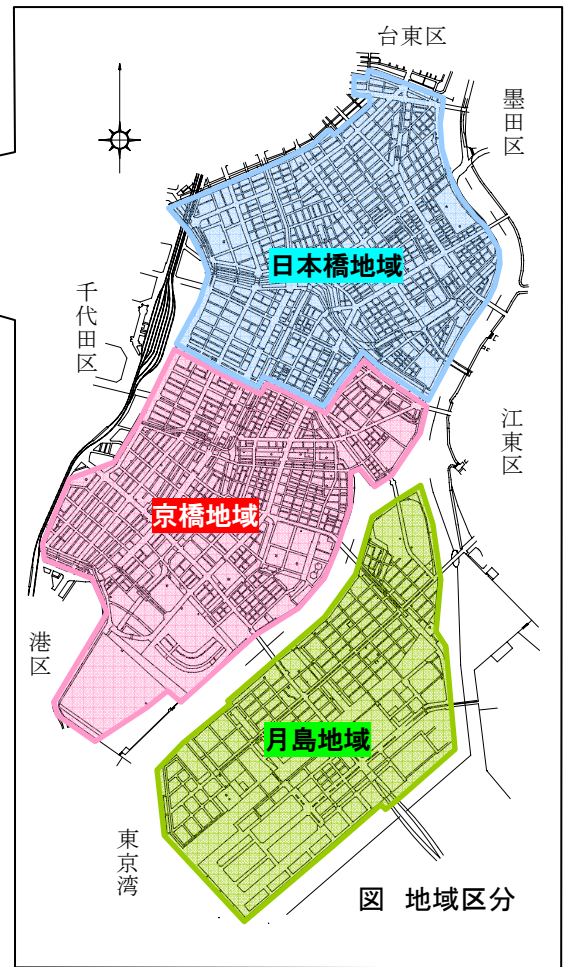 台東区
墨田区
日本橋地域
千代田区
江東区
京橋地域
港区
月島地域
東京湾
図 地域区分